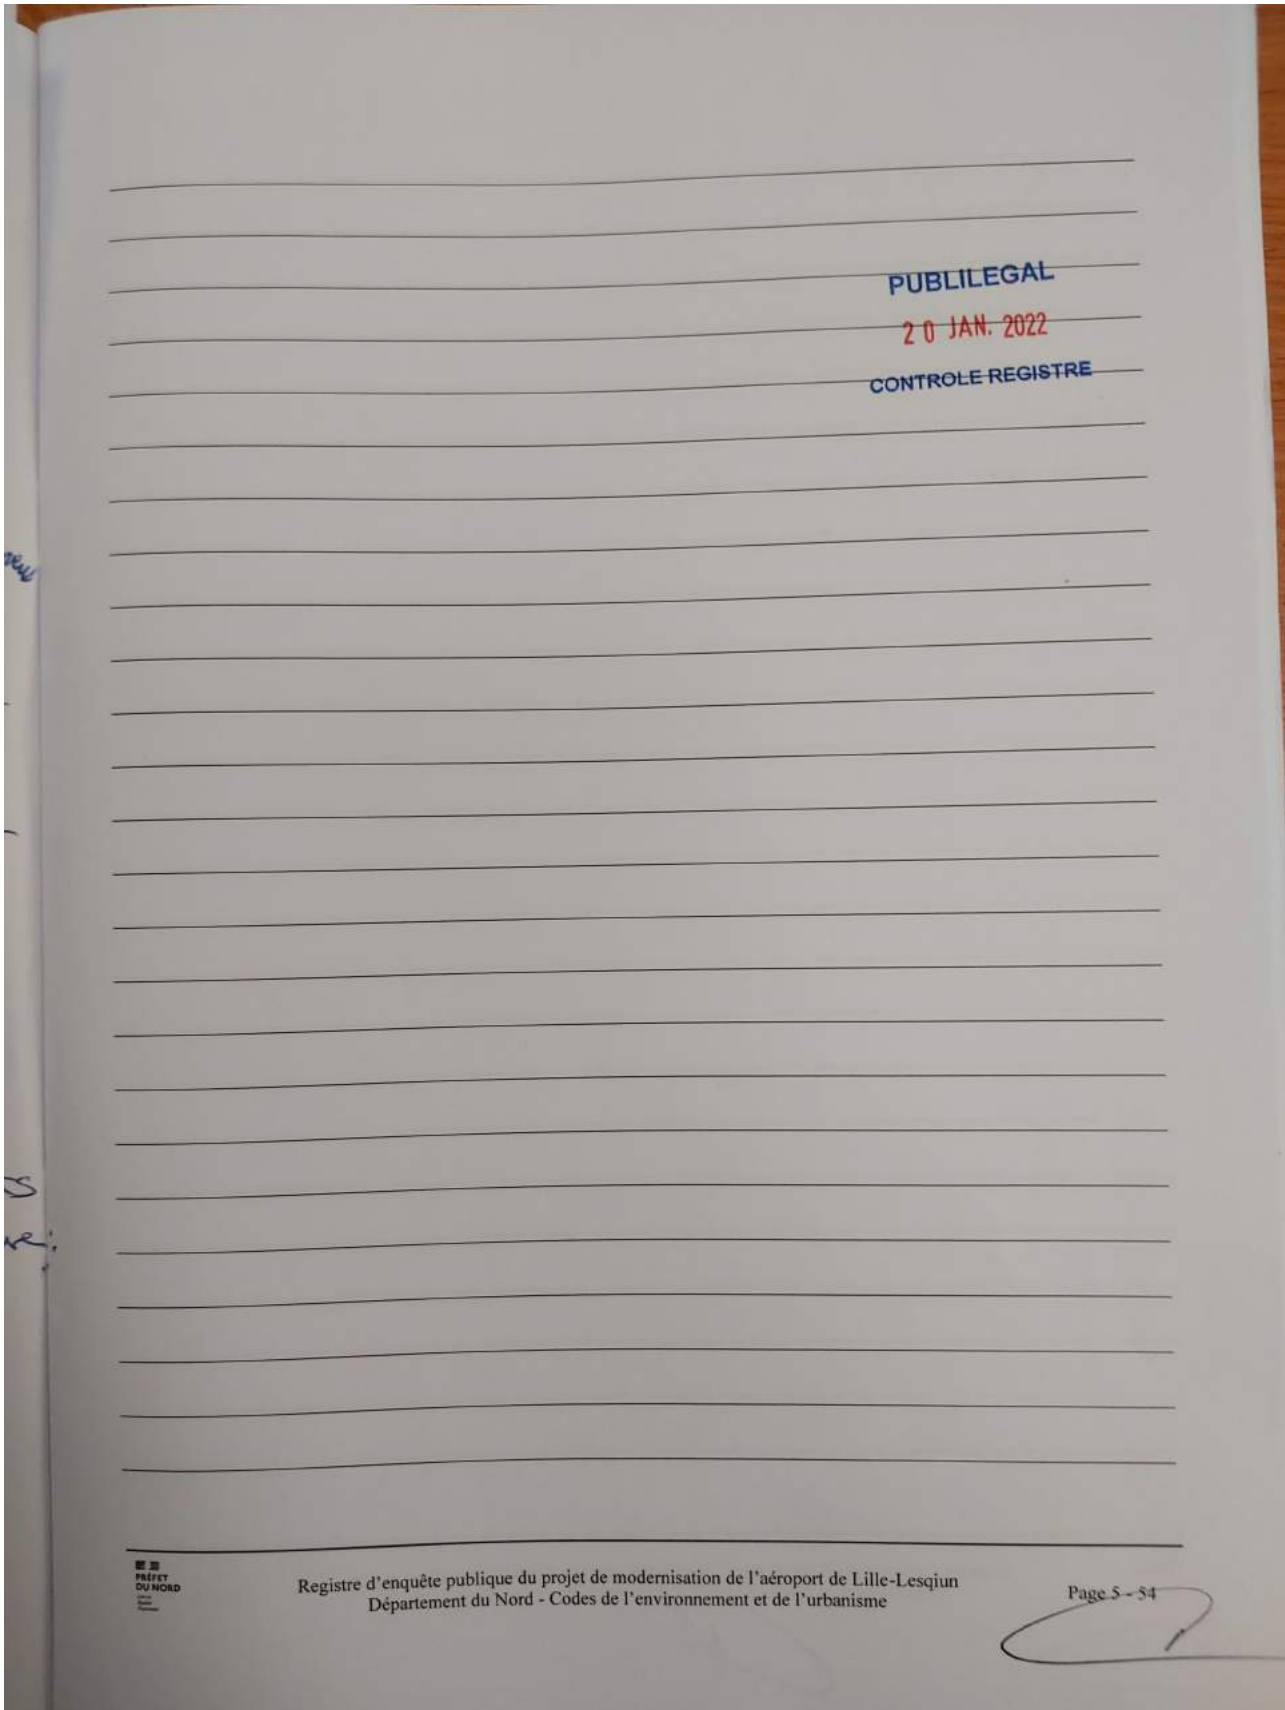 PUBLILEGAL
20 JAN. 2022
CONTROLE REGISTRE
PRÉFET
DU NORD
Registre d'enquête publique du projet de modernisation de l'aéroport de Lille-Lesqiun
Département du Nord - Codes de l'environnement et de l'urbanisme
Page 5 - 54